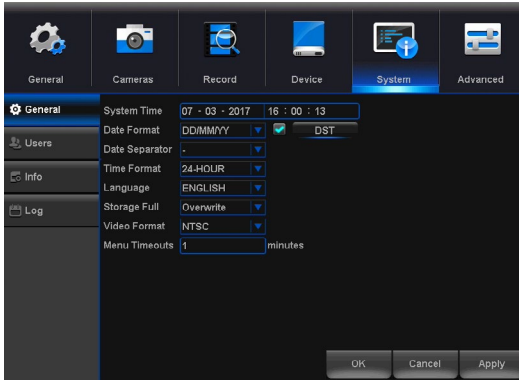 General Cameras Record Device System Advanced
General
Users
Info
Log
System Time 07 - 03 - 2017 16 : 00 : 13
Date Format DD/MM/YY DST
Date Separator -
Time Format 24-HOUR
Language ENGLISH
Storage Full Overwrite
Video Format NTSC
Menu Timeouts 1 minutes
OK Cancel Apply